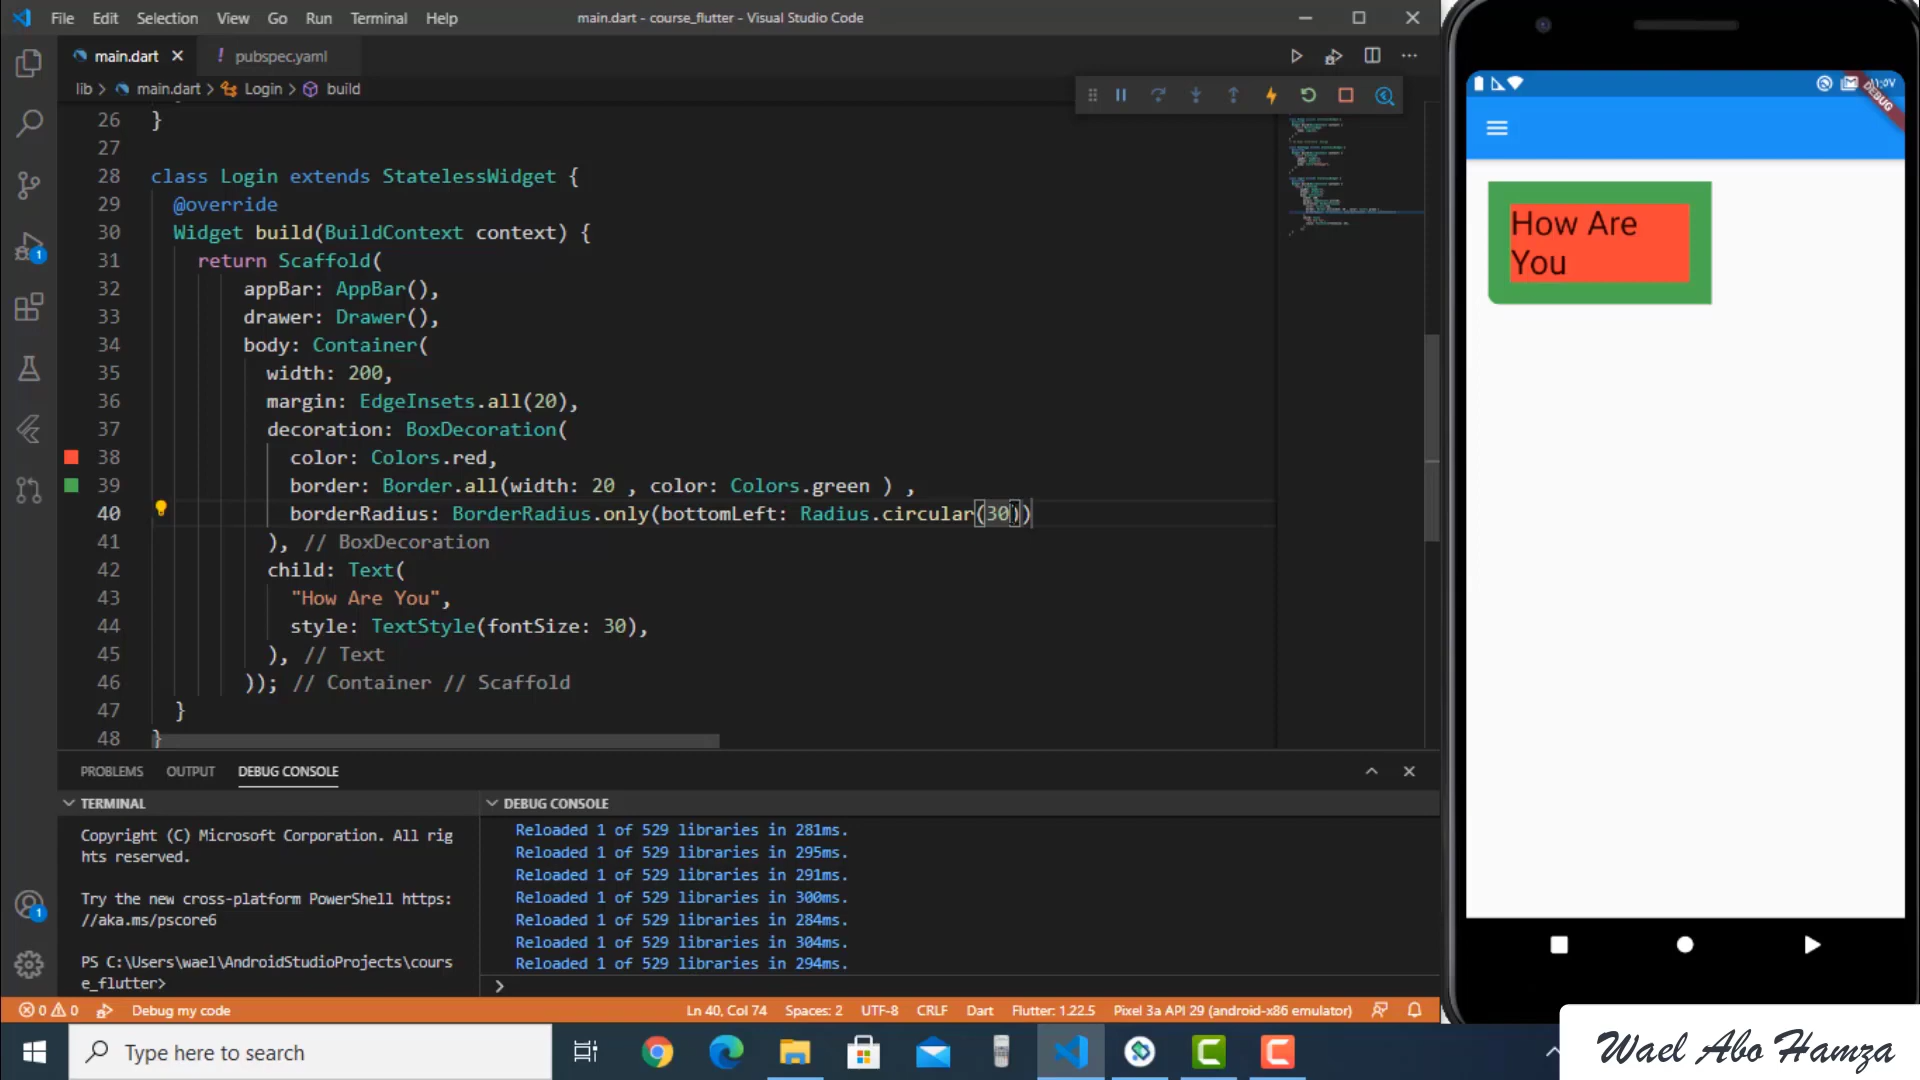 File Edit Selection View Go Run Terminal Help
main.dart - course_flutter - Visual Studio Code
main.dart
! pubspec.yaml
lib > main.dart > Login > build
26 }
27
28 class Login extends StatelessWidget {
29 @override
30 Widget build(BuildContext context) {
31 return Scaffold(
32 appBar: AppBar(),
33 drawer: Drawer(),
34 body: Container(
35 width: 200,
36 margin: EdgeInsets.all(20),
37 decoration: BoxDecoration(
38 color: Colors.red,
39 border: Border.all(width: 20 , color: Colors.green ) ,
40 borderRadius: BorderRadius.only(bottomLeft: Radius.circular(30))
41 ), // BoxDecoration
42 child: Text(
43 "How Are You",
44 style: TextStyle(fontSize: 30),
45 ), // Text
46 )); // Container // Scaffold
47 }
48 }
PROBLEMS OUTPUT DEBUG CONSOLE
TERMINAL
Copyright (C) Microsoft Corporation. All rig
hts reserved.
Try the new cross-platform PowerShell https:
//aka.ms/pscore6
PS C:\Users\wael\AndroidStudioProjects\cours
e_flutter>
DEBUG CONSOLE
Reloaded 1 of 529 libraries in 281ms.
Reloaded 1 of 529 libraries in 295ms.
Reloaded 1 of 529 libraries in 291ms.
Reloaded 1 of 529 libraries in 300ms.
Reloaded 1 of 529 libraries in 284ms.
Reloaded 1 of 529 libraries in 304ms.
Reloaded 1 of 529 libraries in 294ms.
>
1
1
0 0 Debug my code
Ln 40, Col 74 Spaces: 2 UTF-8 CRLF Dart Flutter: 1.22.5 Pixel 3a API 29 (android-x86 emulator)
Type here to search
١١:٥٧
DEBUG
How Are
You
Wael Abo Hamza